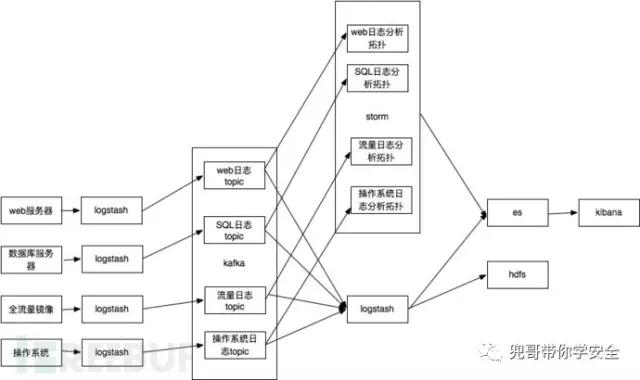 web日志分析
拓扑
SQL日志分
析拓扑
storm
流量日志分
析拓扑
操作系统日
志分析拓扑
web日志
topic
SQL日志
topic
kafka
流量日志
topic
操作系统日
志topic
web服务器
logstash
数据库服务
器
logstash
全流量镜像
logstash
操作系统
logstash
logstash
es
kibana
hdfs
REEBUF
兜哥带你学安全